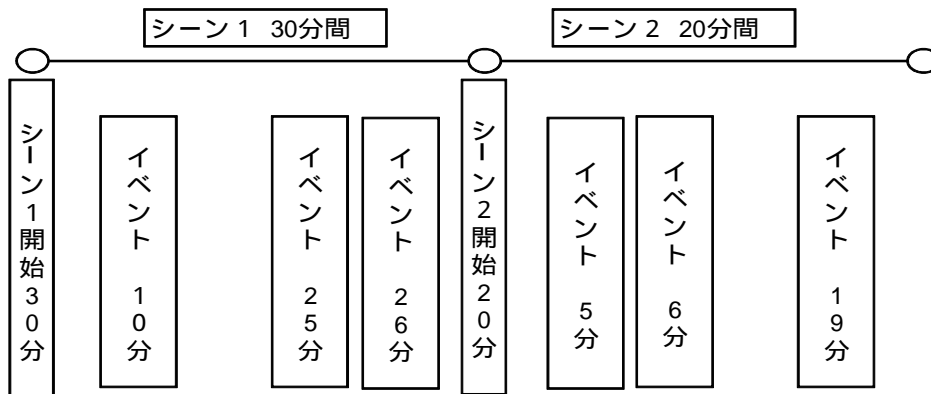 シーン１ 30分間
シーン２ 20分間
シーン1開始30分
イベント 10分
イベント 25分
イベント 26分
シーン2開始20分
イベント 5分
イベント 6分
イベント 19分